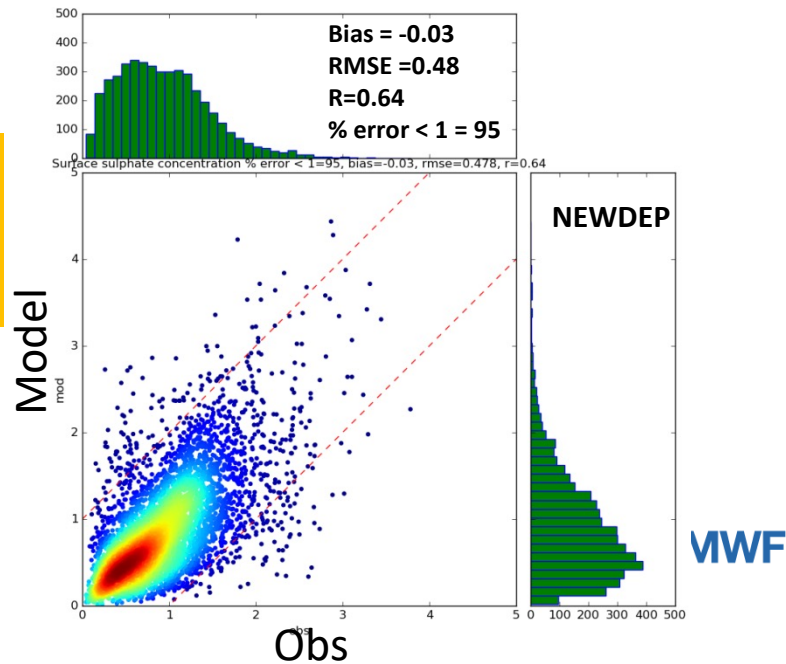 500
400
300
200
100
0
Bias = -0.03
RMSE =0.48
R=0.64
% error < 1 = 95
Surface sulphate concentration % error < 1=95, bias=-0.03, rmse=0.478, r=0.64
5
4
3
2
1
0
Model
mod
NEWDEP
0 1 2 3 4 5
obs
Obs
0 100 200 300 400 500
MWF